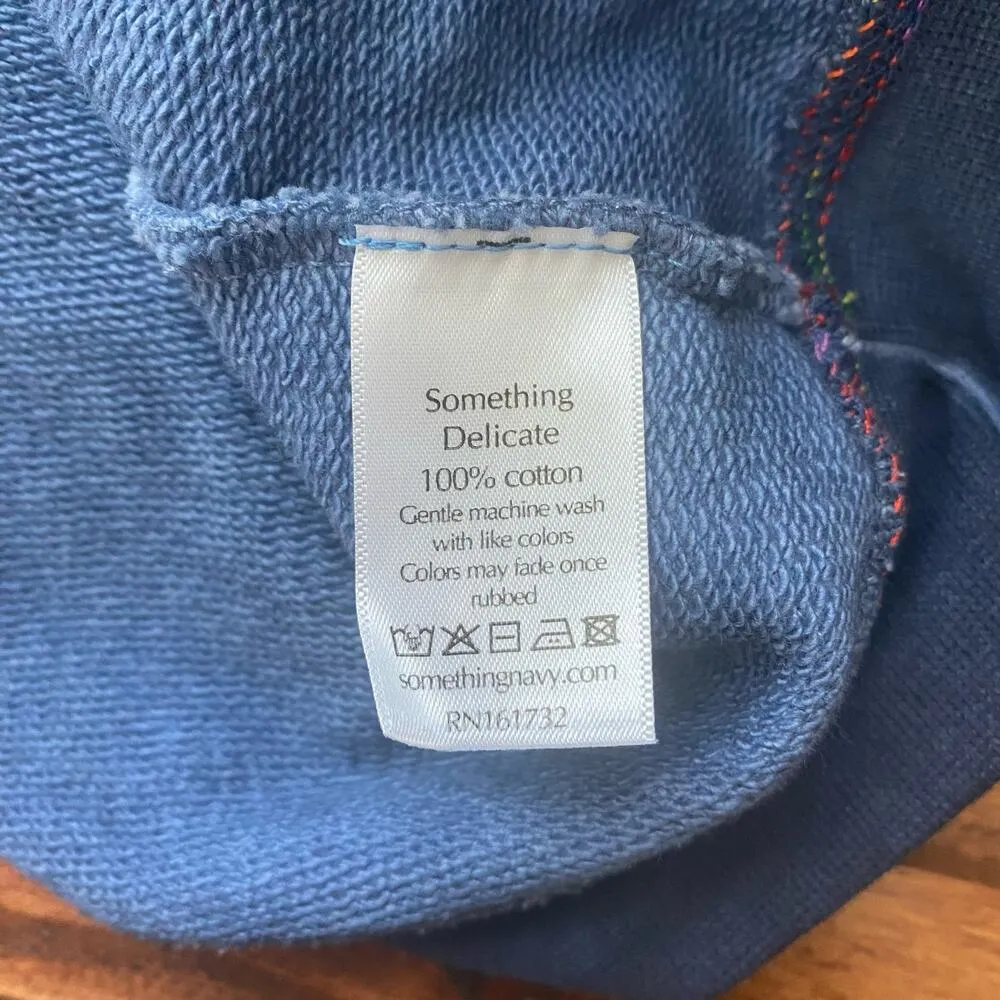 Something
Delicate
100% cotton
Gentle machine wash
with like colors
Colors may fade once
rubbed
somethingnavy.com
RN161732